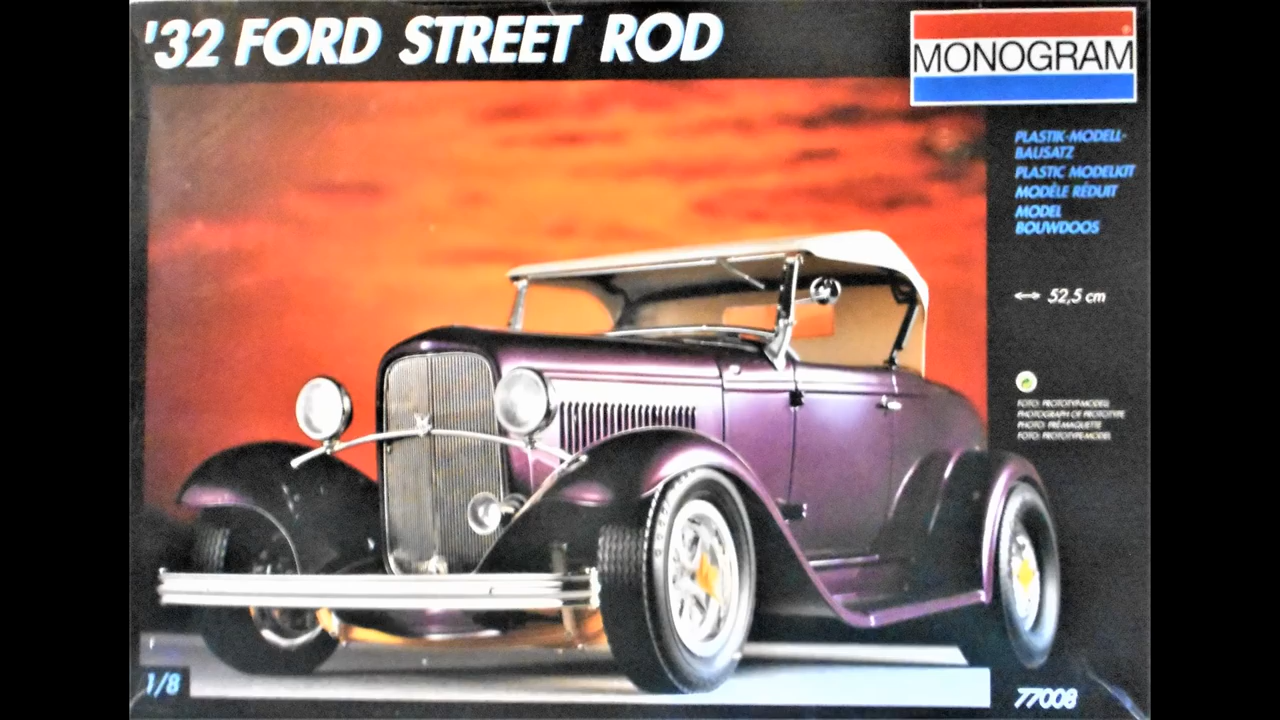 '32 FORD STREET ROD
MONOGRAM
PLASTIK-MODELL-
BAUSATZ
PLASTIC MODELKIT
MODÈLE RÉDUIT
MODEL
BOUWDOOS
52,5 cm
FOTO: PROTOTYP-MODELL
PHOTOGRAPH OF PROTOTYPE
PHOTO: PRÉ-MAQUETTE
FOTO: PROTOTYPE-MODEL
1/8
77008